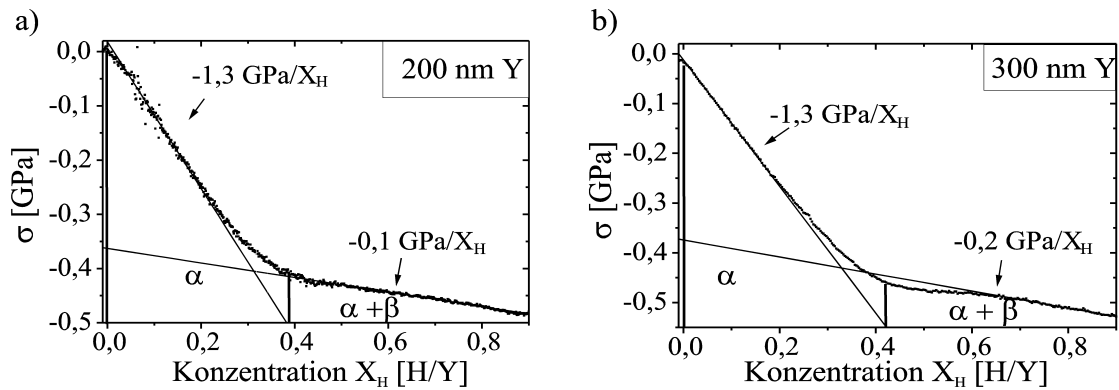 a)
200 nm Y
-1,3 GPa/X_H
-0,1 GPa/X_H
α
α +β
0,0
-0,1
-0,2
-0,3
-0,4
-0,5
σ [GPa]
0,0 0,2 0,4 0,6 0,8
Konzentration X_H [H/Y]
b)
300 nm Y
-1,3 GPa/X_H
-0,2 GPa/X_H
α
α +β
0,0
-0,1
-0,2
-0,3
-0,4
-0,5
σ [GPa]
0,0 0,2 0,4 0,6 0,8
Konzentration X_H [H/Y]